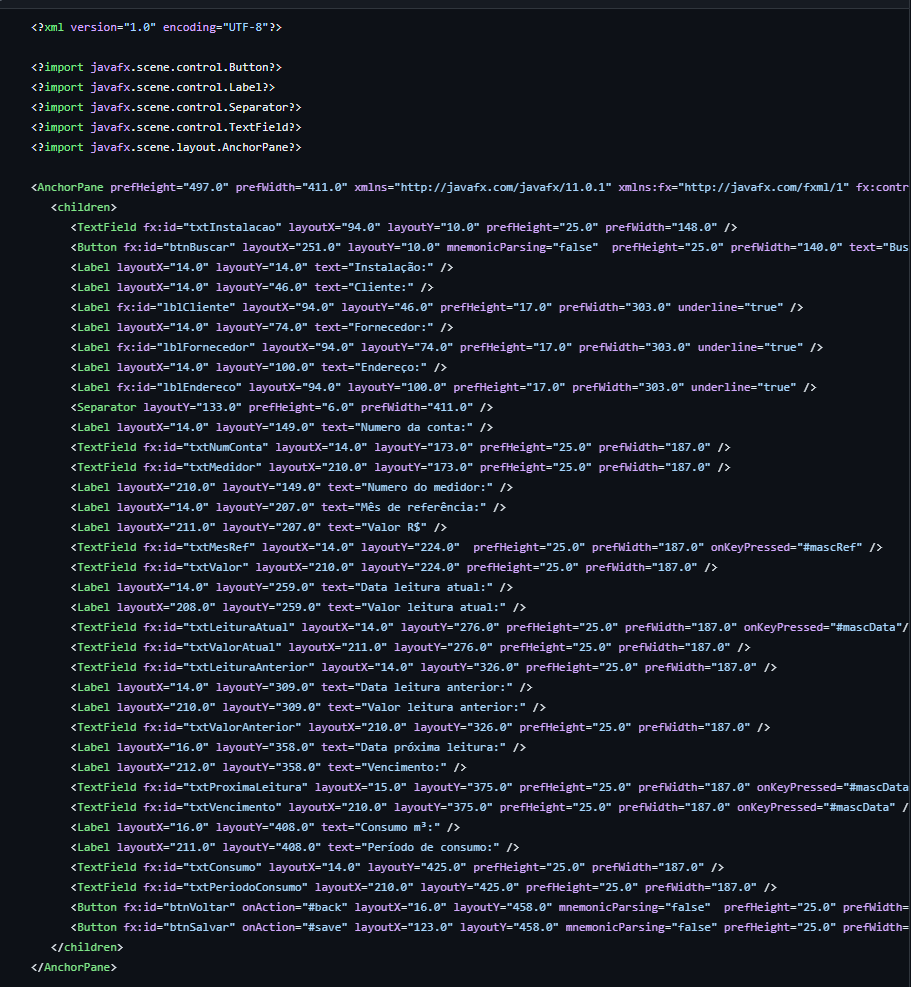 <?xml version="1.0" encoding="UTF-8"?>
<?import javafx.scene.control.Button?>
<?import javafx.scene.control.Label?>
<?import javafx.scene.control.Separator?>
<?import javafx.scene.control.TextField?>
<?import javafx.scene.layout.AnchorPane?>
<AnchorPane prefHeight="497.0" prefWidth="411.0" xmlns="http://javafx.com/javafx/11.0.1" xmlns:fx="http://javafx.com/fxml/1" fx:contr
<children>
<TextField fx:id="txtInstalacao" layoutX="94.0" layoutY="10.0" prefHeight="25.0" prefWidth="148.0" />
<Button fx:id="btnBuscar" layoutX="251.0" layoutY="10.0" mnemonicParsing="false"  prefHeight="25.0" prefWidth="140.0" text="Bus
<Label layoutX="14.0" layoutY="14.0" text="Instalação:" />
<Label layoutX="14.0" layoutY="46.0" text="Cliente:" />
<Label fx:id="lblCliente" layoutX="94.0" layoutY="46.0" prefHeight="17.0" prefWidth="303.0" underline="true" />
<Label layoutX="14.0" layoutY="74.0" text="Fornecedor:" />
<Label fx:id="lblFornecedor" layoutX="94.0" layoutY="74.0" prefHeight="17.0" prefWidth="303.0" underline="true" />
<Label layoutX="14.0" layoutY="100.0" text="Endereço:" />
<Label fx:id="lblEndereco" layoutX="94.0" layoutY="100.0" prefHeight="17.0" prefWidth="303.0" underline="true" />
<Separator layoutY="133.0" prefHeight="6.0" prefWidth="411.0" />
<Label layoutX="14.0" layoutY="149.0" text="Numero da conta:" />
<TextField fx:id="txtNumConta" layoutX="14.0" layoutY="173.0" prefHeight="25.0" prefWidth="187.0" />
<TextField fx:id="txtMedidor" layoutX="210.0" layoutY="173.0" prefHeight="25.0" prefWidth="187.0" />
<Label layoutX="210.0" layoutY="149.0" text="Numero do medidor:" />
<Label layoutX="14.0" layoutY="207.0" text="Mês de referência:" />
<Label layoutX="211.0" layoutY="207.0" text="Valor R$" />
<TextField fx:id="txtMesRef" layoutX="14.0" layoutY="224.0"  prefHeight="25.0" prefWidth="187.0" onKeyPressed="#mascRef" />
<TextField fx:id="txtValor" layoutX="210.0" layoutY="224.0" prefHeight="25.0" prefWidth="187.0" />
<Label layoutX="14.0" layoutY="259.0" text="Data leitura atual:" />
<Label layoutX="208.0" layoutY="259.0" text="Valor leitura atual:" />
<TextField fx:id="txtLeituraAtual" layoutX="14.0" layoutY="276.0" prefHeight="25.0" prefWidth="187.0" onKeyPressed="#mascData"/
<TextField fx:id="txtValorAtual" layoutX="211.0" layoutY="276.0" prefHeight="25.0" prefWidth="187.0" />
<TextField fx:id="txtLeituraAnterior" layoutX="14.0" layoutY="326.0" prefHeight="25.0" prefWidth="187.0" />
<Label layoutX="14.0" layoutY="309.0" text="Data leitura anterior:" />
<Label layoutX="210.0" layoutY="309.0" text="Valor leitura anterior:" />
<TextField fx:id="txtValorAnterior" layoutX="210.0" layoutY="326.0" prefHeight="25.0" prefWidth="187.0" />
<Label layoutX="16.0" layoutY="358.0" text="Data próxima leitura:" />
<Label layoutX="212.0" layoutY="358.0" text="Vencimento:" />
<TextField fx:id="txtProximaLeitura" layoutX="15.0" layoutY="375.0" prefHeight="25.0" prefWidth="187.0" onKeyPressed="#mascData
<TextField fx:id="txtVencimento" layoutX="210.0" layoutY="375.0" prefHeight="25.0" prefWidth="187.0" onKeyPressed="#mascData" /
<Label layoutX="16.0" layoutY="408.0" text="Consumo m³:" />
<Label layoutX="211.0" layoutY="408.0" text="Período de consumo:" />
<TextField fx:id="txtConsumo" layoutX="14.0" layoutY="425.0" prefHeight="25.0" prefWidth="187.0" />
<TextField fx:id="txtPeriodoConsumo" layoutX="210.0" layoutY="425.0" prefHeight="25.0" prefWidth="187.0" />
<Button fx:id="btnVoltar" onAction="#back" layoutX="16.0" layoutY="458.0" mnemonicParsing="false"  prefHeight="25.0" prefWidth=
<Button fx:id="btnSalvar" onAction="#save" layoutX="123.0" layoutY="458.0" mnemonicParsing="false" prefHeight="25.0" prefWidth=
</children>
</AnchorPane>